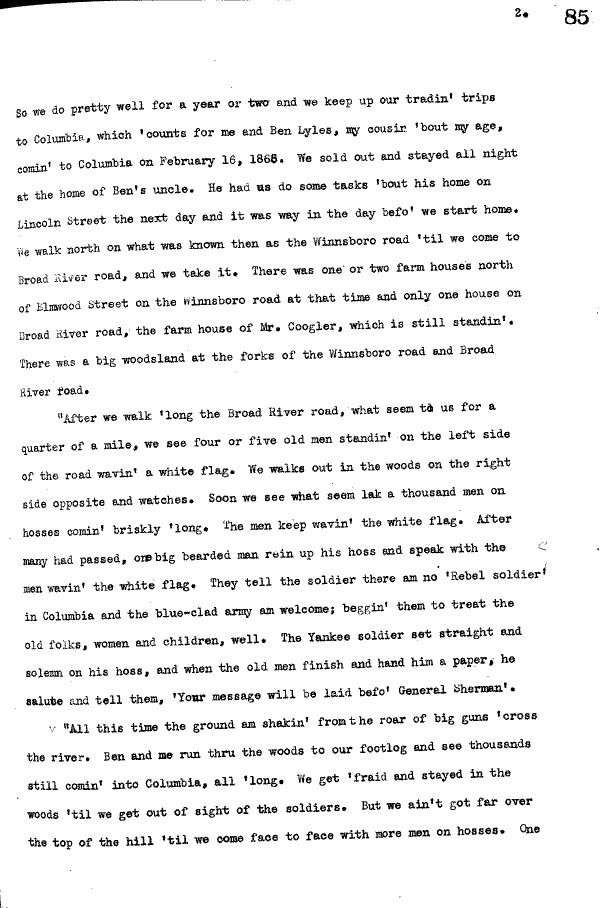 2. 85
So we do pretty well for a year or two and we keep up our tradin' trips
to Columbia, which 'counts for me and Ben Lyles, my cousin 'bout my age,
comin' to Columbia on February 16, 1865. We sold out and stayed all night
at the home of Ben's uncle. He had us do some tasks 'bout his home on
Lincoln Street the next day and it was way in the day befo' we start home.
We walk north on what was known then as the Winnsboro road 'til we come to
Broad River road, and we take it. There was one or two farm houses north
of Elmwood Street on the Winnsboro road at that time and only one house on
Broad River road, the farm house of Mr. Coogler, which is still standin'.
There was a big woodsland at the forks of the Winnsboro road and Broad
River road.
"After we walk 'long the Broad River road, what seem to us for a
quarter of a mile, we see four or five old men standin' on the left side
of the road wavin' a white flag. We walks out in the woods on the right
side opposite and watches. Soon we see what seem lak a thousand men on
hosses comin' briskly 'long. The men keep wavin' the white flag. After
many had passed, one big bearded man rein up his hoss and speak with the
men wavin' the white flag. They tell the soldier there am no 'Rebel soldier'
in Columbia and the blue-clad army am welcome; beggin' them to treat the
old folks, women and children, well. The Yankee soldier set straight and
solemn on his hoss, and when the old men finish and hand him a paper, he
salute and tell them, 'Your message will be laid befo' General Sherman'.
"All this time the ground am shakin' from the roar of big guns 'cross
the river. Ben and me run thru the woods to our footlog and see thousands
still comin' into Columbia, all 'long. We get 'fraid and stayed in the
woods 'til we get out of sight of the soldiers. But we ain't got far over
the top of the hill 'til we come face to face with more men on hosses. One